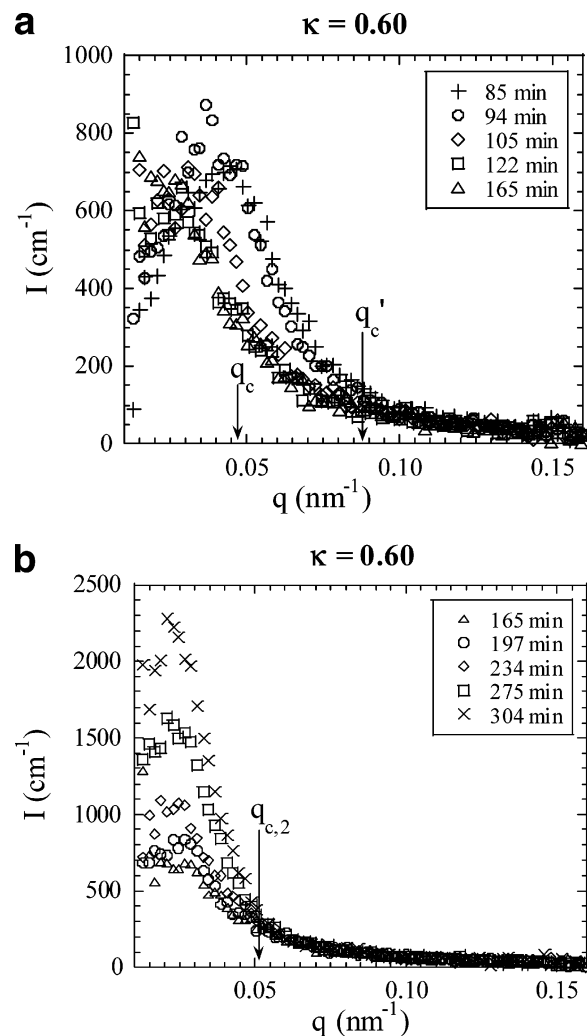 a
κ = 0.60
1000
800
600
400
200
0
I (cm⁻¹)
85 min
94 min
105 min
122 min
165 min
q_c
q_c'
0.05 0.10 0.15
q (nm⁻¹)
b
κ = 0.60
2500
2000
1500
1000
500
0
I (cm⁻¹)
165 min
197 min
234 min
275 min
304 min
q_c,2
0.05 0.10 0.15
q (nm⁻¹)